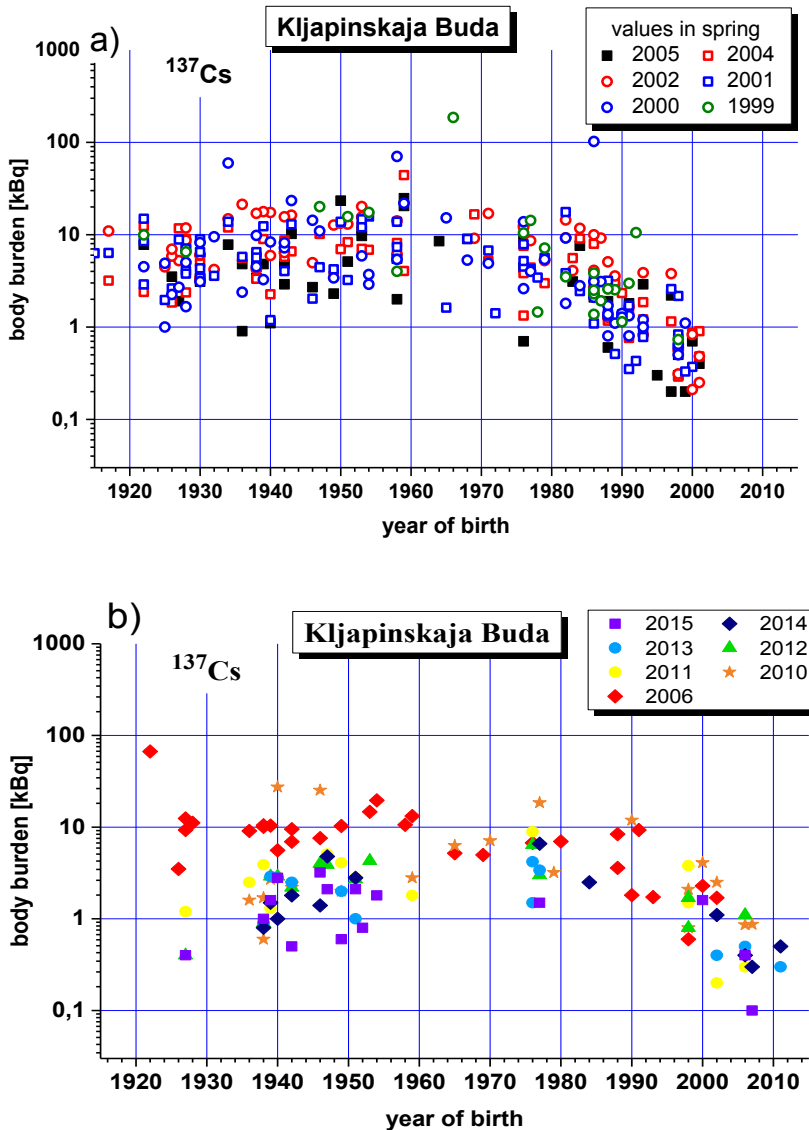 a)
Kljapinskaja Buda
137Cs
values in spring
2005 2004
2002 2001
2000 1999
body burden [kBq]
1000
100
10
1
0,1
1920 1930 1940 1950 1960 1970 1980 1990 2000 2010
year of birth
b)
Kljapinskaja Buda
137Cs
2015 2014
2013 2012
2011 2010
2006
body burden [kBq]
1000
100
10
1
0,1
1920 1930 1940 1950 1960 1970 1980 1990 2000 2010
year of birth